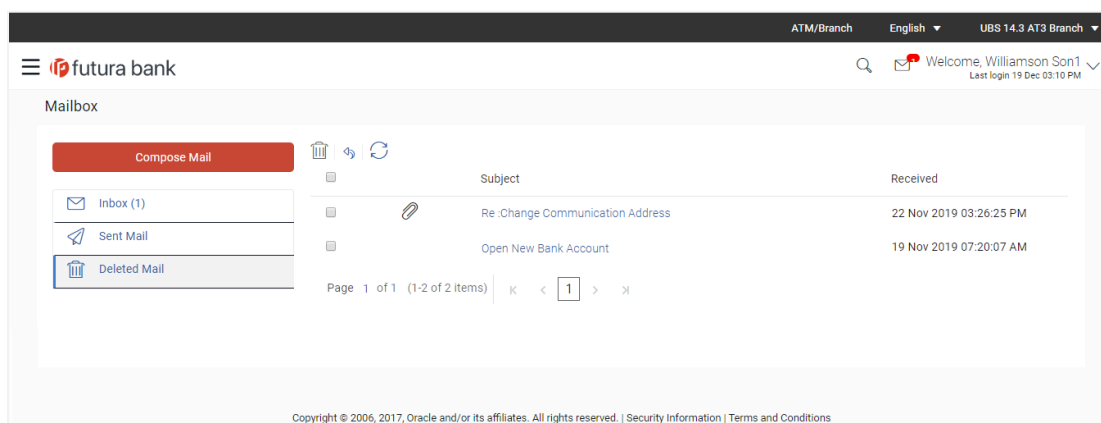 ATM/Branch English UBS 14.3 AT3 Branch
futura bank
Welcome, Williamson Son1
Last login 19 Dec 03:10 PM
Mailbox
Compose Mail
Subject Received
Inbox (1)
Re :Change Communication Address 22 Nov 2019 03:26:25 PM
Sent Mail
Open New Bank Account 19 Nov 2019 07:20:07 AM
Deleted Mail
Page 1 of 1 (1-2 of 2 items) K < 1 > >|
Copyright © 2006, 2017, Oracle and/or its affiliates. All rights reserved. | Security Information | Terms and Conditions